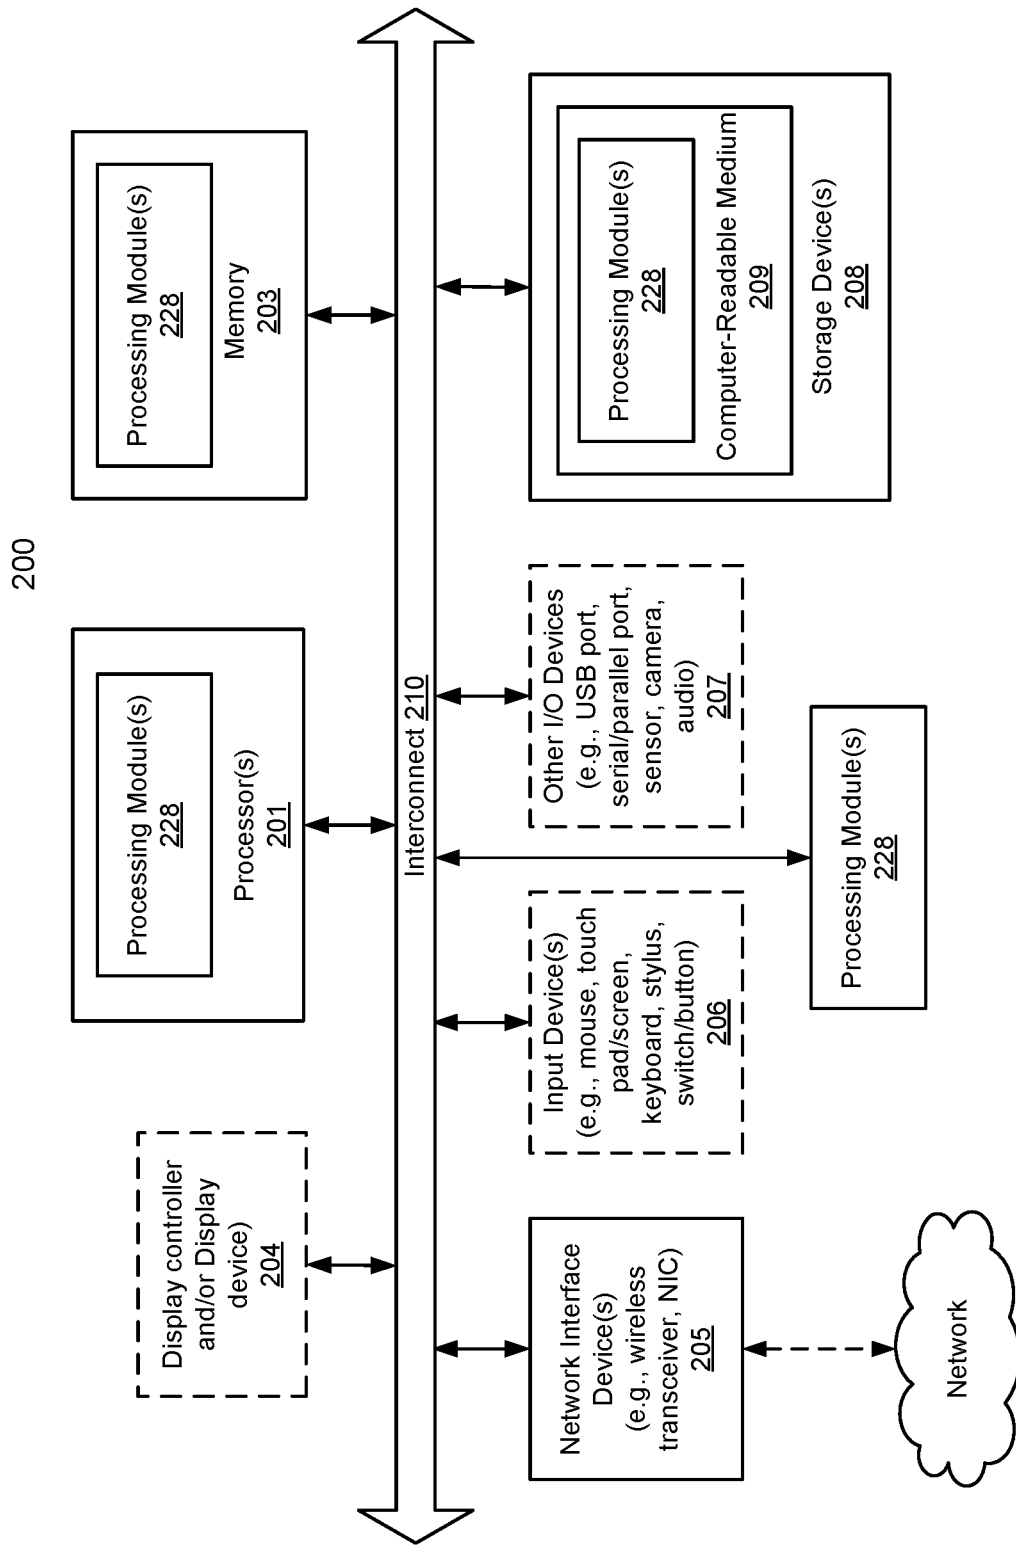 200
Display controller
and/or Display
device)
204
Processing Module(s)
228
Processor(s)
201
Processing Module(s)
228
Memory
203
Interconnect 210
Network Interface
Device(s)
(e.g., wireless
transceiver, NIC)
205
Input Device(s)
(e.g., mouse, touch
pad/screen,
keyboard, stylus,
switch/button)
206
Other I/O Devices
(e.g., USB port,
serial/parallel port,
sensor, camera,
audio)
207
Processing Module(s)
228
Computer-Readable Medium
209
Storage Device(s)
208
Processing Module(s)
228
Network